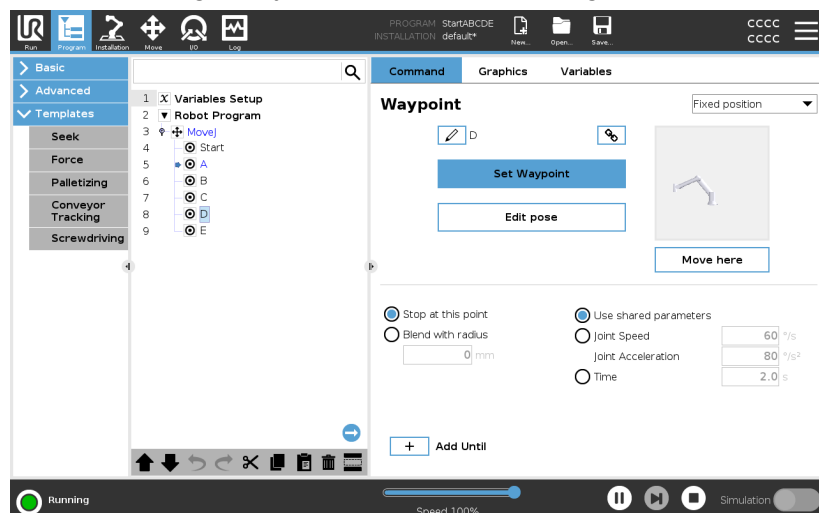 PROGRAM StartABCDE
INSTALLATION default*
CCCC
CCCC
Run Program Installation Move I/O Log New... Open... Save...
Basic
Advanced
Templates
Seek
Force
Palletizing
Conveyor
Tracking
Screwdriving
1 X Variables Setup
2 Robot Program
3 MoveJ
4 Start
5 A
6 B
7 C
8 D
9 E
Command Graphics Variables
Waypoint
Fixed position
D
Set Waypoint
Edit pose
Move here
Stop at this point
Blend with radius
0 mm
Use shared parameters
Joint Speed 60 °/s
Joint Acceleration 80 °/s²
Time 2.0 s
+ Add Until
Running
Speed 100%
Simulation